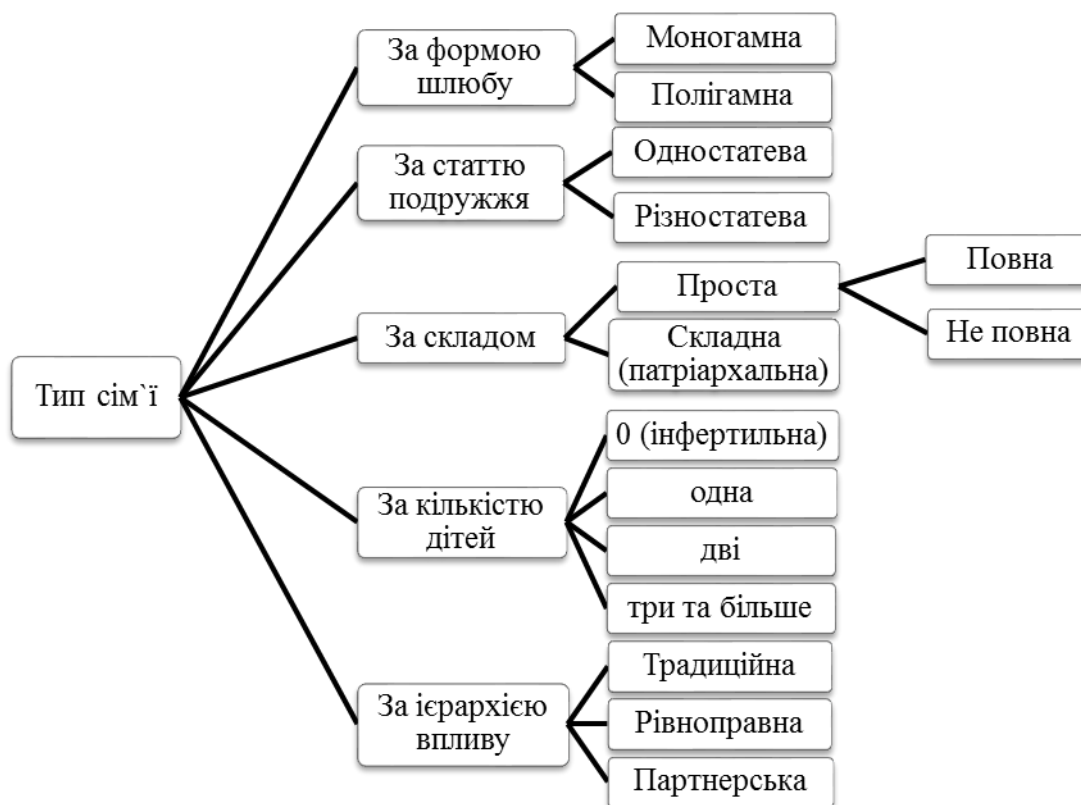 Тип сім`ї
За формою
шлюбу
Моногамна
Полігамна
За статтю
подружжя
Одностатева
Різностатева
За складом
Проста
Повна
Не повна
Складна
(патріархальна)
За кількістю
дітей
0 (інфертильна)
одна
дві
три та більше
За ієрархією
впливу
Традиційна
Рівноправна
Партнерська